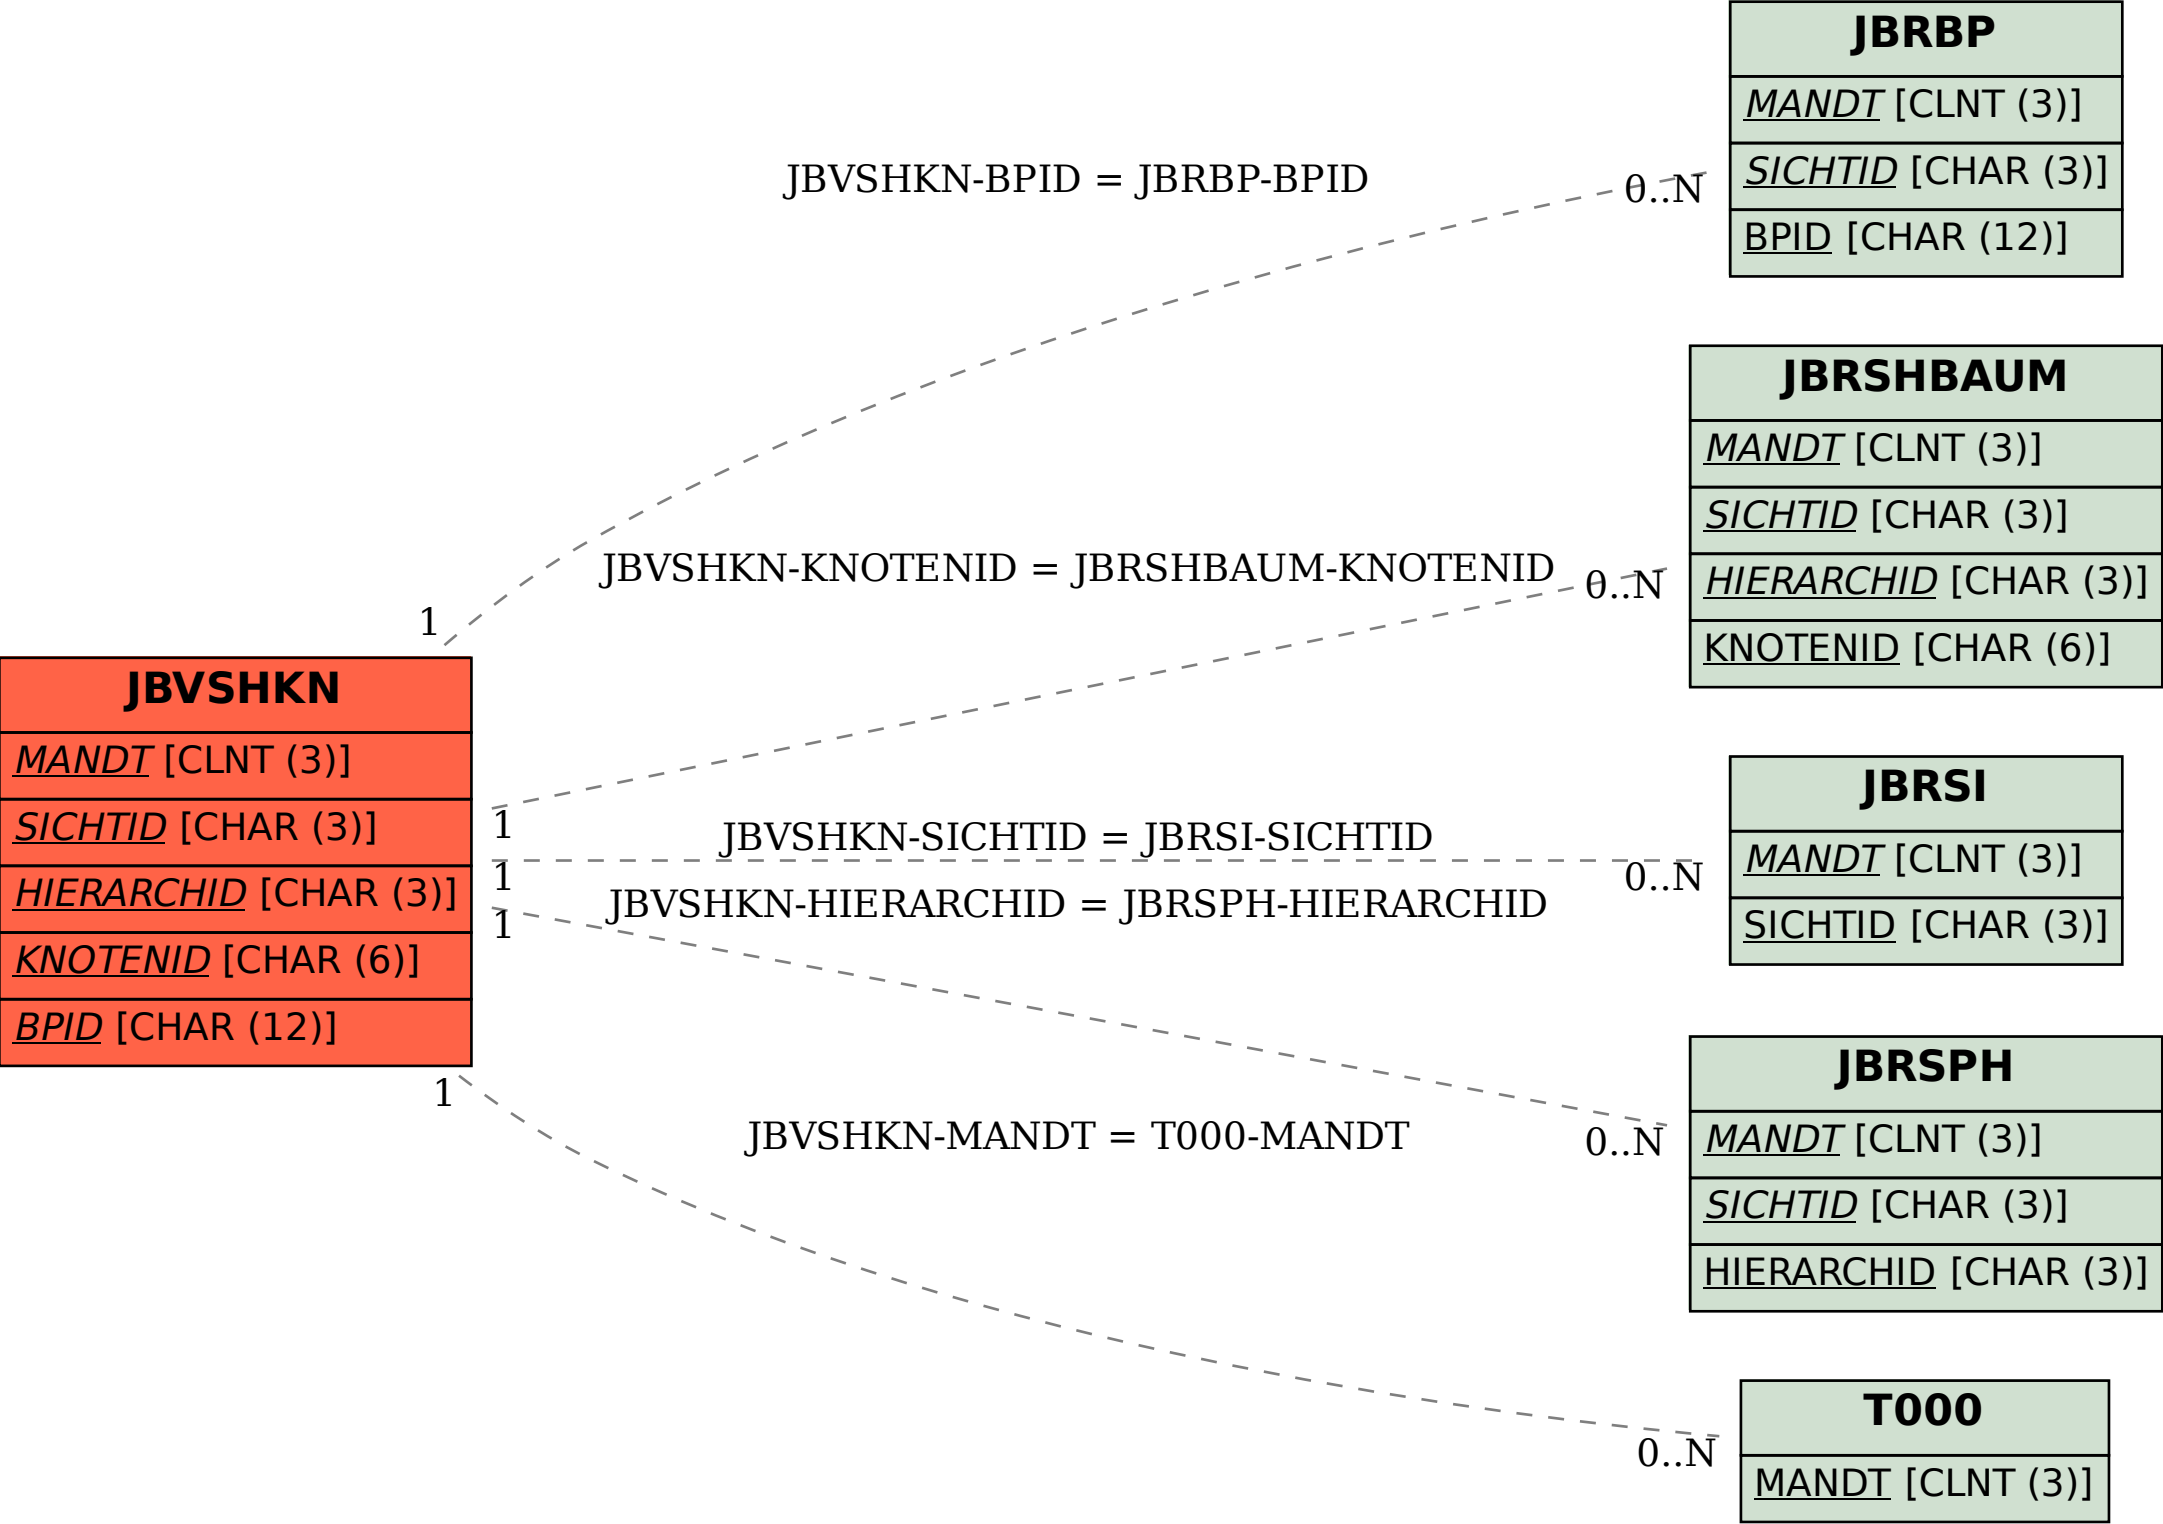 JBRBP
MANDT [CLNT (3)]
SICHTID [CHAR (3)]
BPID [CHAR (12)]
JBVSHKN-BPID = JBRBP-BPID
0..N
1
JBRSHBAUM
MANDT [CLNT (3)]
SICHTID [CHAR (3)]
HIERARCHID [CHAR (3)]
KNOTENID [CHAR (6)]
JBVSHKN-KNOTENID = JBRSHBAUM-KNOTENID
0..N
1
JBVSHKN
MANDT [CLNT (3)]
SICHTID [CHAR (3)]
HIERARCHID [CHAR (3)]
KNOTENID [CHAR (6)]
BPID [CHAR (12)]
JBVSHKN-SICHTID = JBRSI-SICHTID
1
0..N
JBRSI
MANDT [CLNT (3)]
SICHTID [CHAR (3)]
JBVSHKN-HIERARCHID = JBRSPH-HIERARCHID
1
0..N
JBRSPH
MANDT [CLNT (3)]
SICHTID [CHAR (3)]
HIERARCHID [CHAR (3)]
1
JBVSHKN-MANDT = T000-MANDT
0..N
T000
MANDT [CLNT (3)]